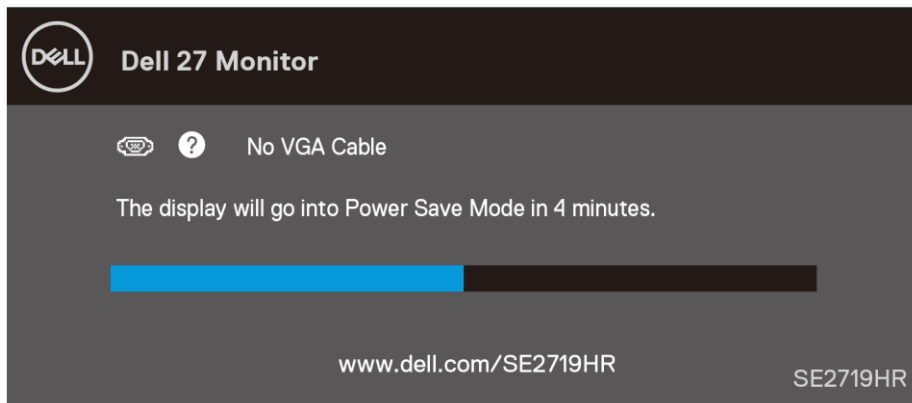 DELL
Dell 27 Monitor
? No VGA Cable
The display will go into Power Save Mode in 4 minutes.
www.dell.com/SE2719HR
SE2719HR